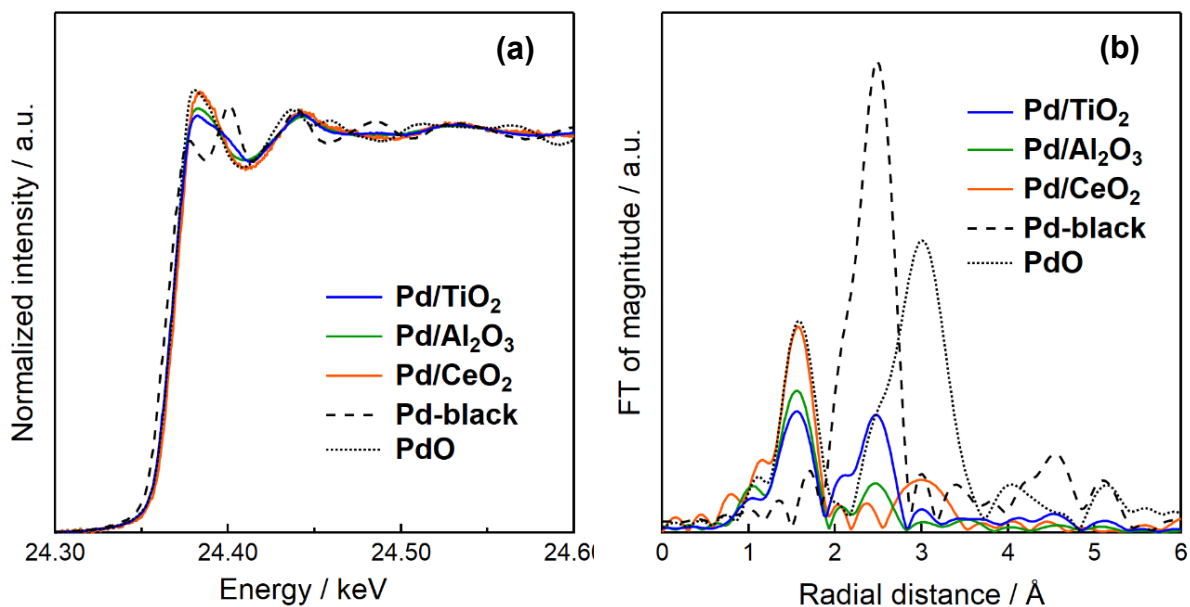 (a)
Normalized intensity / a.u.
Pd/TiO₂
Pd/Al₂O₃
Pd/CeO₂
Pd-black
PdO
24.30 24.40 24.50 24.60
Energy / keV
(b)
FT of magnitude / a.u.
Pd/TiO₂
Pd/Al₂O₃
Pd/CeO₂
Pd-black
PdO
0 1 2 3 4 5 6
Radial distance / Å